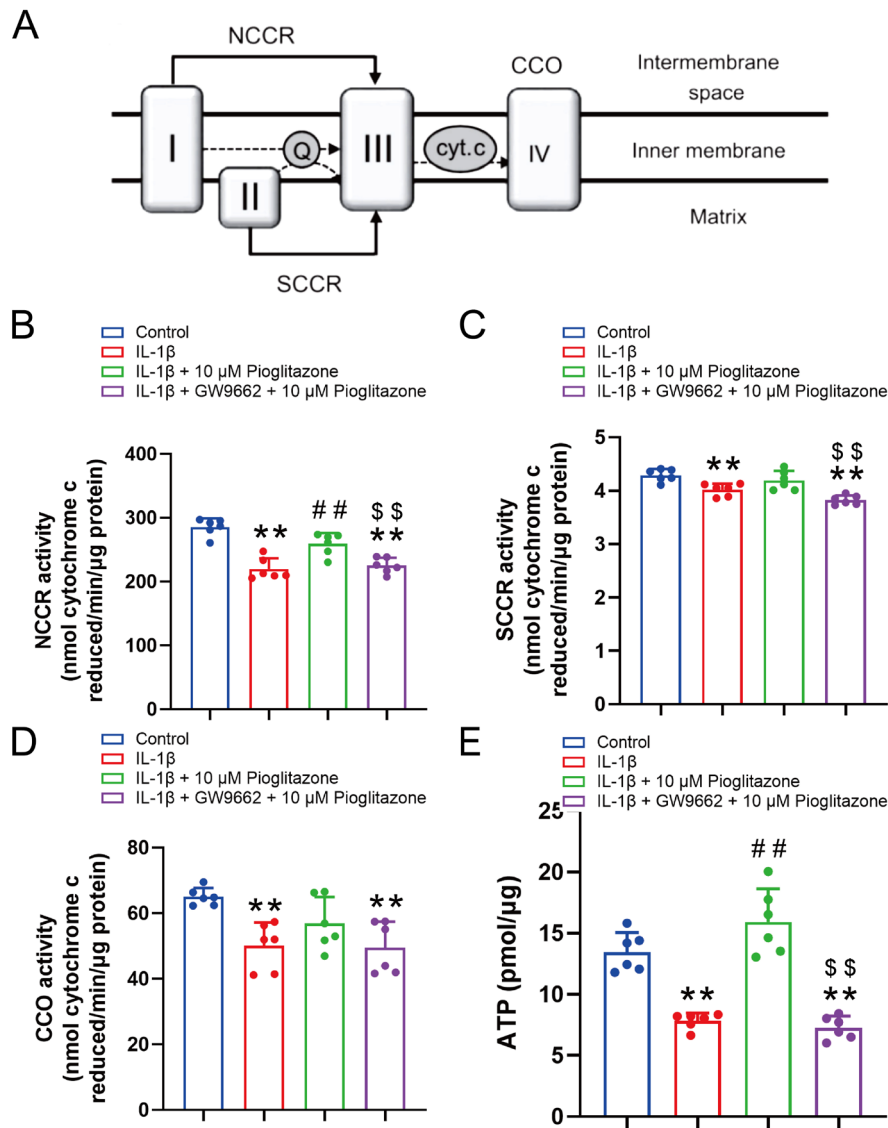 A
NCCR
CCO
Intermembrane
space
I
Q
III
cyt.c
IV
Inner membrane
II
Matrix
SCCR
B
Control
IL-1β
IL-1β + 10 µM Pioglitazone
IL-1β + GW9662 + 10 µM Pioglitazone
NCCR activity
(nmol cytochrome c
reduced/min/µg protein)
400
300
200
100
0
**
##
$$
**
C
Control
IL-1β
IL-1β + 10 µM Pioglitazone
IL-1β + GW9662 + 10 µM Pioglitazone
SCCR activity
(nmol cytochrome c
reduced/min/µg protein)
5
4
3
2
1
0
**
$$
**
D
Control
IL-1β
IL-1β + 10 µM Pioglitazone
IL-1β + GW9662 + 10 µM Pioglitazone
CCO activity
(nmol cytochrome c
reduced/min/µg protein)
80
60
40
20
0
**
**
E
Control
IL-1β
IL-1β + 10 µM Pioglitazone
IL-1β + GW9662 + 10 µM Pioglitazone
ATP (pmol/µg)
25
20
15
10
5
0
**
##
$$
**